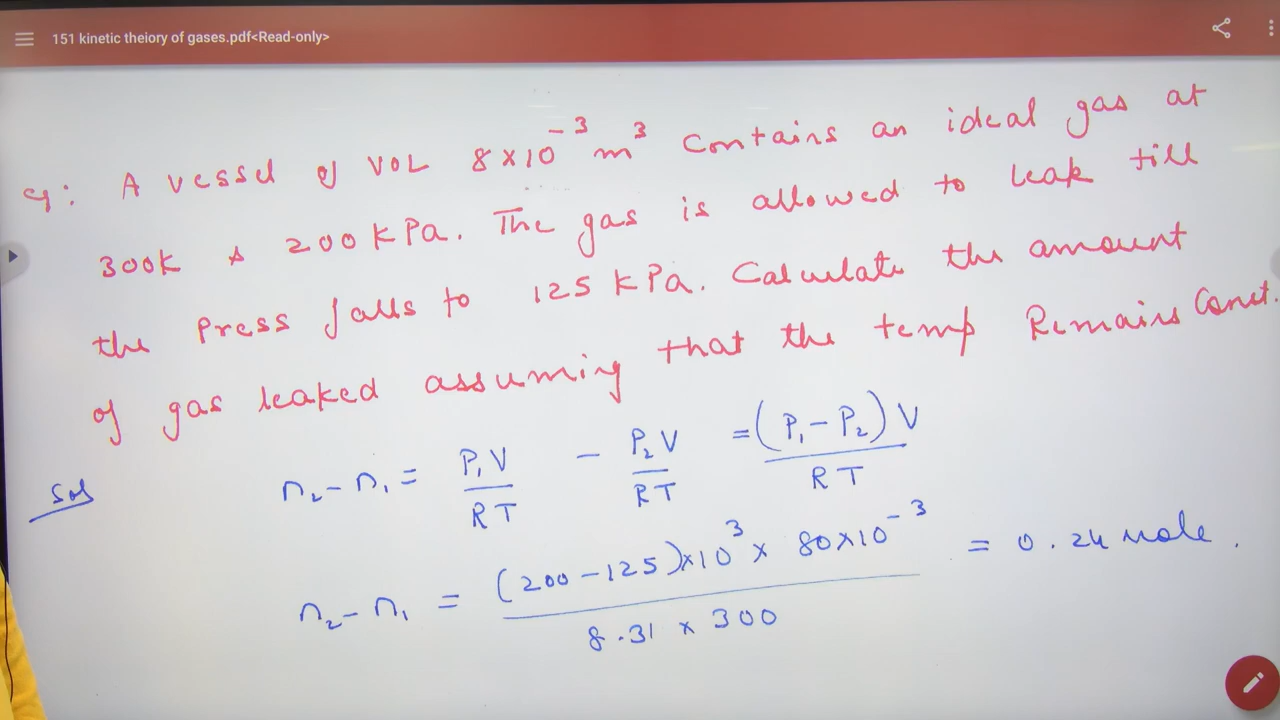 151 kinetic theiory of gases.pdf<Read-only>
Q: A vessel of VOL 8×10⁻³ m³ contains an ideal gas at
300K & 200 KPa. The gas is allowed to leak till
the Press falls to 125 KPa. Calculate the amount
of gas leaked assuming that the temp Remains Const.
Sol n₂ - n₁ = P₁V/RT - P₂V/RT = (P₁ - P₂)V/RT
n₂ - n₁ = (200 - 125)×10³ × 80×10⁻³ / 8.31 × 300 = 0.24 mole.